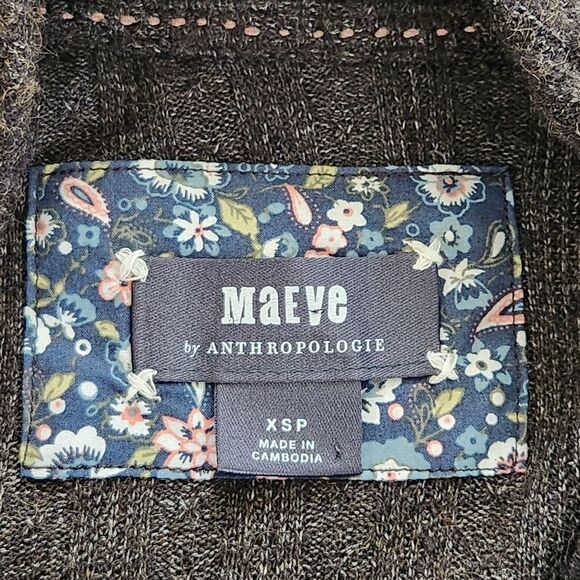 MaEVe
by ANTHROPOLOGIE
XSP
MADE IN
CAMBODIA